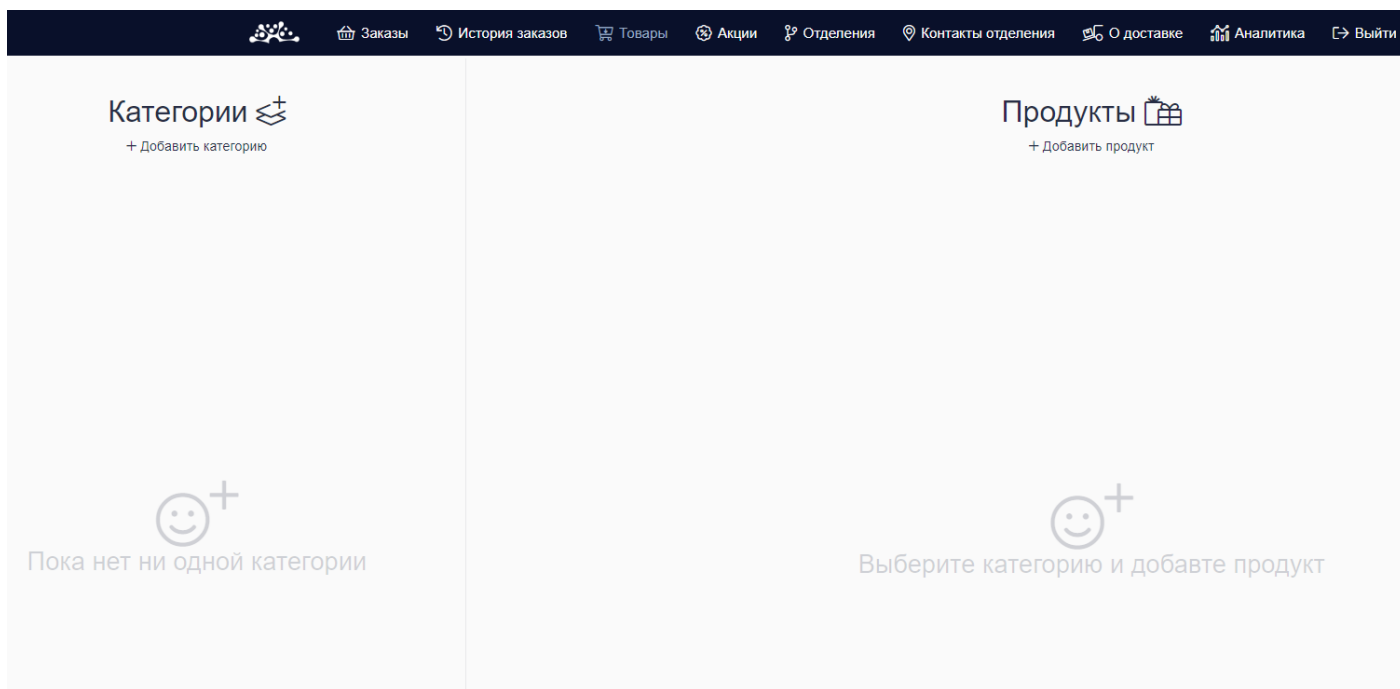 Заказы История заказов Товары Акции Отделения Контакты отделения О доставке Аналитика Выйти
Категории
+ Добавить категорию
Пока нет ни одной категории
Продукты
+ Добавить продукт
Выберите категорию и добавте продукт